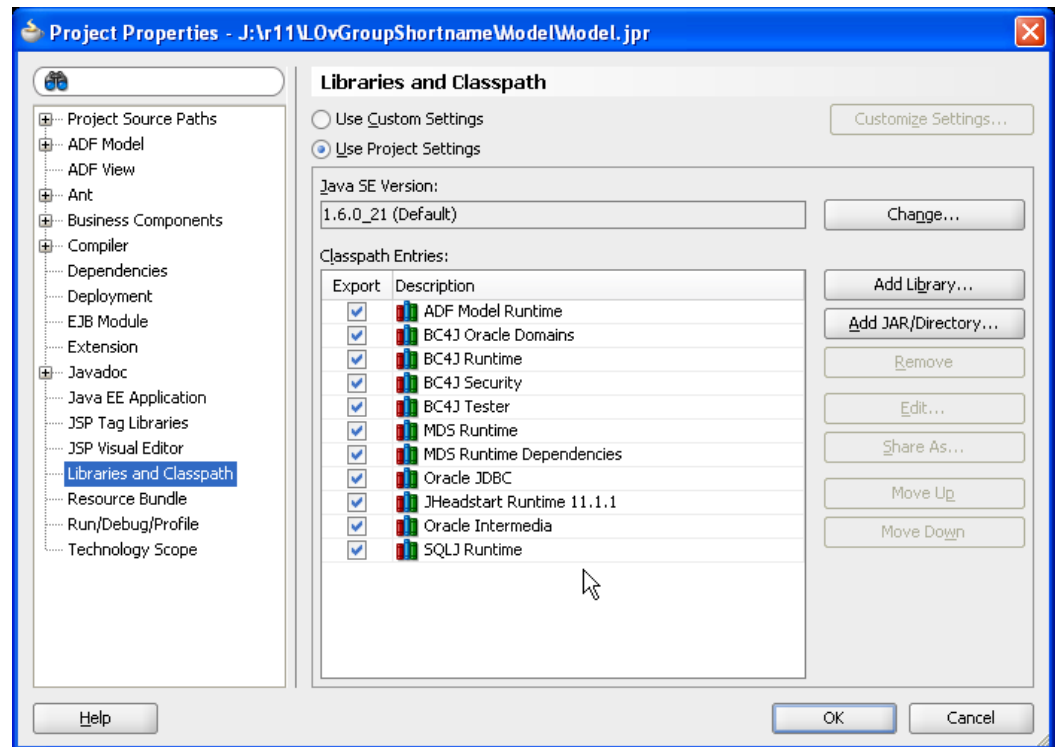 Project Properties - J:\r11\LOvGroupShortname\Model\Model.jpr
Libraries and Classpath
Project Source Paths
ADF Model
ADF View
Ant
Business Components
Compiler
Dependencies
Deployment
EJB Module
Extension
Javadoc
Java EE Application
JSP Tag Libraries
JSP Visual Editor
Libraries and Classpath
Resource Bundle
Run/Debug/Profile
Technology Scope
Use Custom Settings
Customize Settings...
Use Project Settings
Java SE Version:
1.6.0_21 (Default)
Change...
Classpath Entries:
Export Description
ADF Model Runtime
BC4J Oracle Domains
BC4J Runtime
BC4J Security
BC4J Tester
MDS Runtime
MDS Runtime Dependencies
Oracle JDBC
JHeadstart Runtime 11.1.1
Oracle Intermedia
SQLJ Runtime
Add Library...
Add JAR/Directory...
Remove
Edit...
Share As...
Move Up
Move Down
Help
OK
Cancel